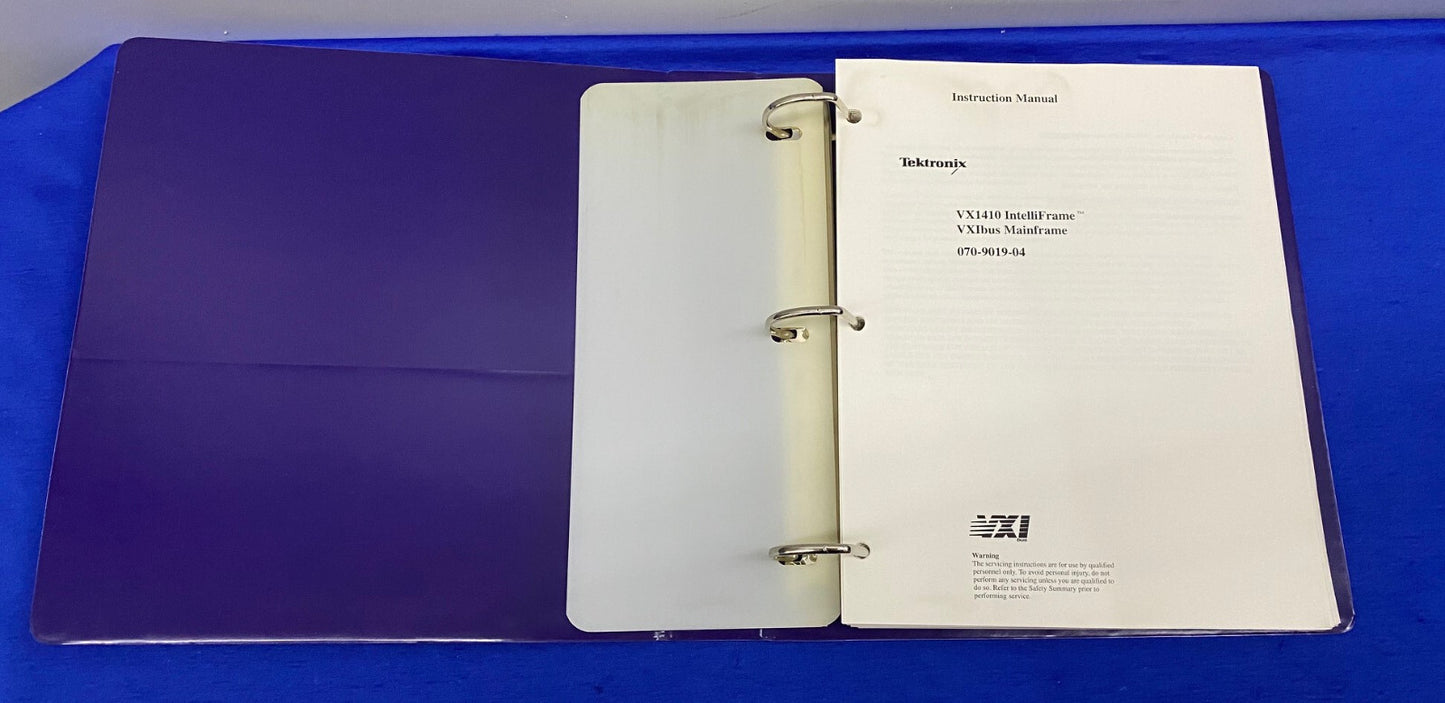 Instruction Manual
Tektronix
VX1410 IntelliFrame™
VXIbus Mainframe
070-9019-04
VXI
bus
Warning
The servicing instructions are for use by qualified
personnel only. To avoid personal injury, do not
perform any servicing unless you are qualified to
do so. Refer to the Safety Summary prior to
performing service.